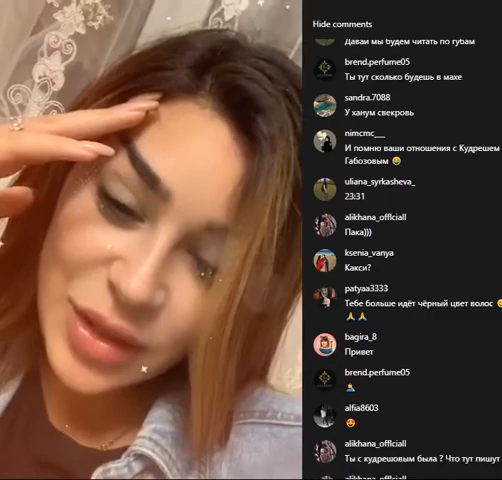 Hide comments
Давай мы будем читать по губам
brend.perfume05
Ты тут сколько будешь в махе
sandra.7088
У ханум свекровь
nimcmc___
И помню ваши отношения с Кудрешем
Габозовым 😂
uliana_syrkasheva_
23:31
alikhana_offlciall
Пака)))
ksenia_vanya
Какси?
patyaa3333
Тебе больше идёт чёрный цвет волос
🙏🙏
bagira_8
Привет
brend.perfume05
🤦‍♂️
alfia8603
😍
alikhana_offlciall
Ты с кудрешовым была ? Что тут пишут